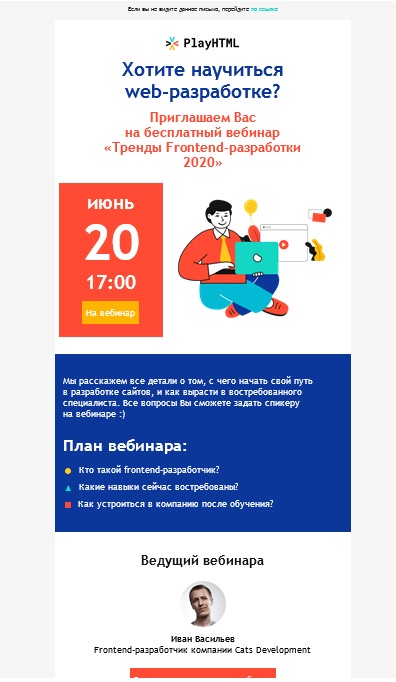 Если вы не видите данное письмо, перейдите по ссылке
PlayHTML
Хотите научиться
web-разработке?
Приглашаем Вас
на бесплатный вебинар
«Тренды Frontend-разработки
2020»
июнь
20
17:00
На вебинар
Мы расскажем все детали о том, с чего начать свой путь
в разработке сайтов, и как вырасти в востребованного
специалиста. Все вопросы Вы сможете задать спикеру
на вебинаре :)
План вебинара:
Кто такой frontend-разработчик?
Какие навыки сейчас востребованы?
Как устроиться в компанию после обучения?
Ведущий вебинара
Иван Васильев
Frontend-разработчик компании Cats Development